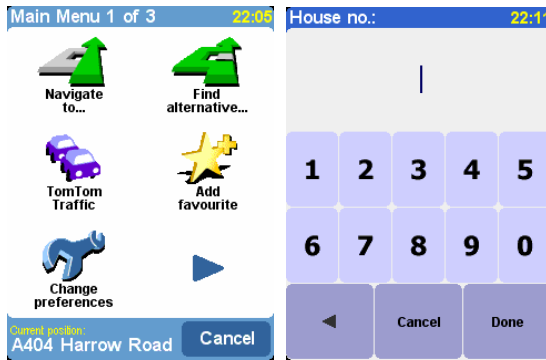 Main Menu 1 of 3 22:05
Navigate
to...
Find
alternative...
TomTom
Traffic
Add
favourite
Change
preferences
Current position:
A404 Harrow Road
Cancel
House no.: 22:11
1 2 3 4 5
6 7 8 9 0
Cancel Done